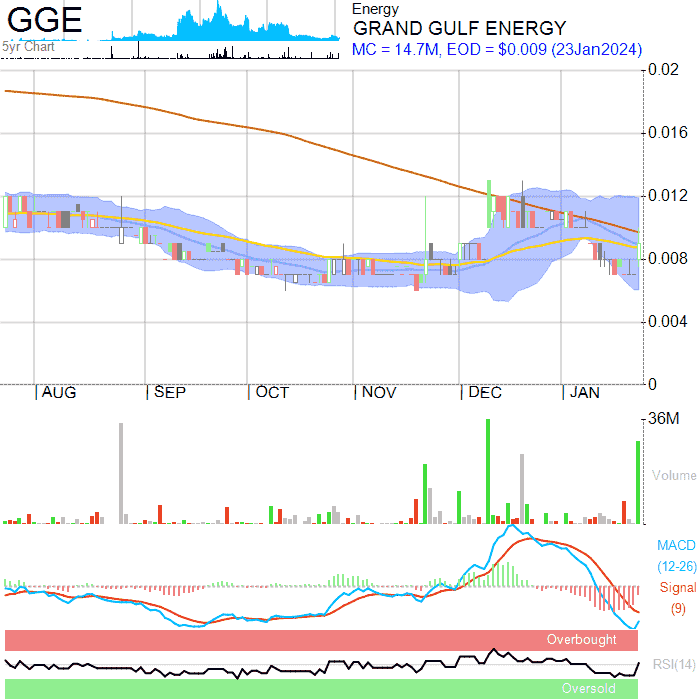 GGE
5yr Chart
Energy
GRAND GULF ENERGY
MC = 14.7M, EOD = $0.009 (23Jan2024)
0.02
0.016
0.012
0.008
0.004
0
AUG SEP OCT NOV DEC JAN
36M
Volume
MACD
(12-26)
Signal
(9)
Overbought
RSI(14)
Oversold